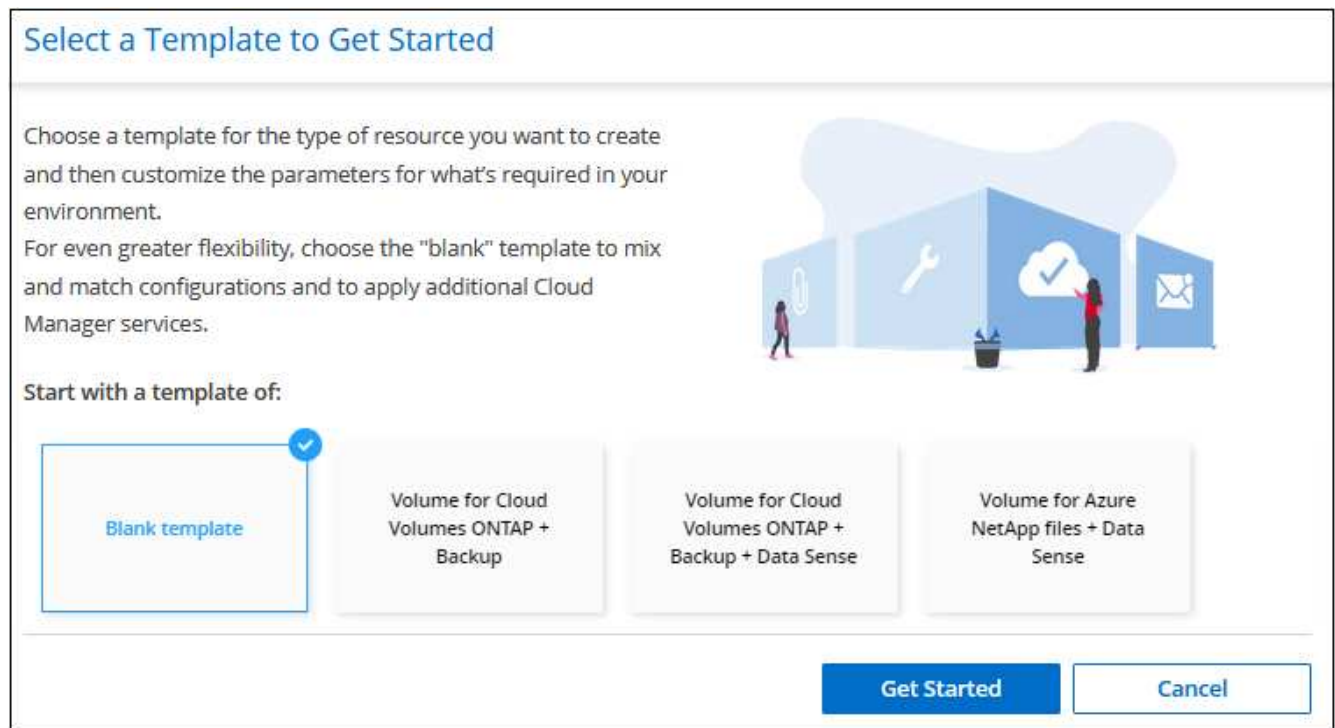 Select a Template to Get Started
Choose a template for the type of resource you want to create
and then customize the parameters for what's required in your
environment.
For even greater flexibility, choose the "blank" template to mix
and match configurations and to apply additional Cloud
Manager services.
Start with a template of:
Blank template
Volume for Cloud
Volumes ONTAP +
Backup
Volume for Cloud
Volumes ONTAP +
Backup + Data Sense
Volume for Azure
NetApp files + Data
Sense
Get Started
Cancel